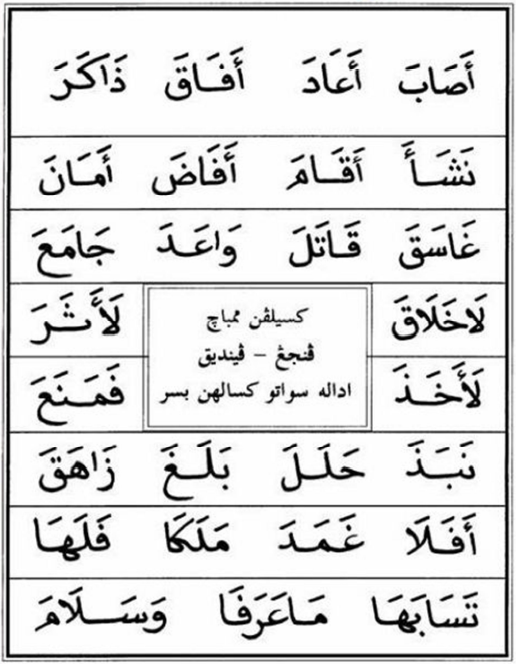 أَصَابَ أَعَادَ أَفَاقَ ذَاكَرَ
نَشَأَ أَقَامَ أَفَاضَ أَمَانَ
غَاسَقَ قَاتَلَ وَاعَدَ جَامَعَ
لَاخَلَاقَ لَأَثَرَ
كسيلڤن ممباچ
ڤنجڠ – ڤينديق
اداله سواتو كسالهن بسر
لَأَخَذَ فَمَنَعَ
نَبَذَ حَلَلَ بَلَغَ زَاهَقَ
أَفَلَا غَمَدَ مَلَكَا فَلَهَا
تَسَابَهَا مَاعَرَفَا وَسَلَامَ